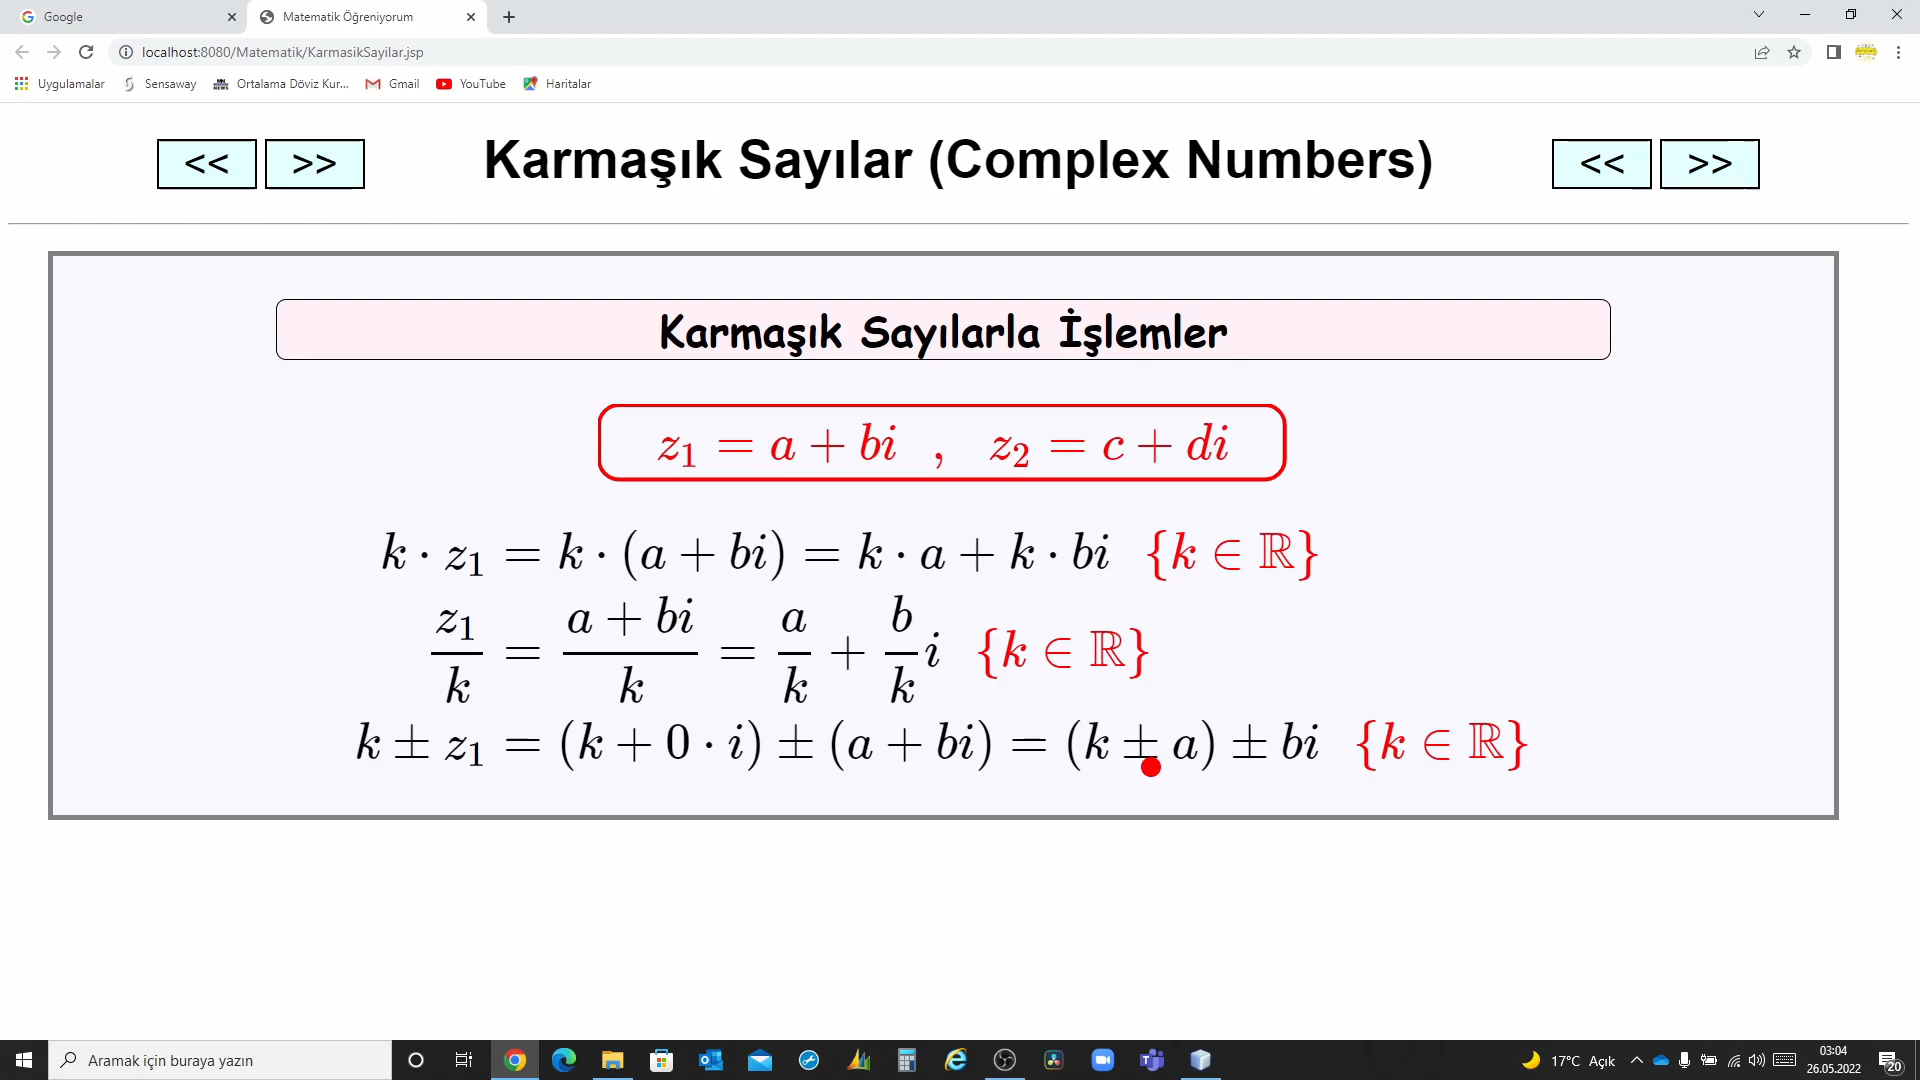 Google
Matematik Öğreniyorum
localhost:8080/Matematik/KarmasikSayilar.jsp
Uygulamalar Sensaway Ortalama Döviz Kur... Gmail YouTube Haritalar
<< >> Karmaşık Sayılar (Complex Numbers) << >>
Karmaşık Sayılarla İşlemler
z₁ = a + bi , z₂ = c + di
k · z₁ = k · (a + bi) = k · a + k · bi {k ∈ ℝ}
z₁/k = (a + bi)/k = a/k + b/k i {k ∈ ℝ}
k ± z₁ = (k + 0 · i) ± (a + bi) = (k ± a) ± bi {k ∈ ℝ}
Aramak için buraya yazın
17°C Açık
03:04
26.05.2022
20